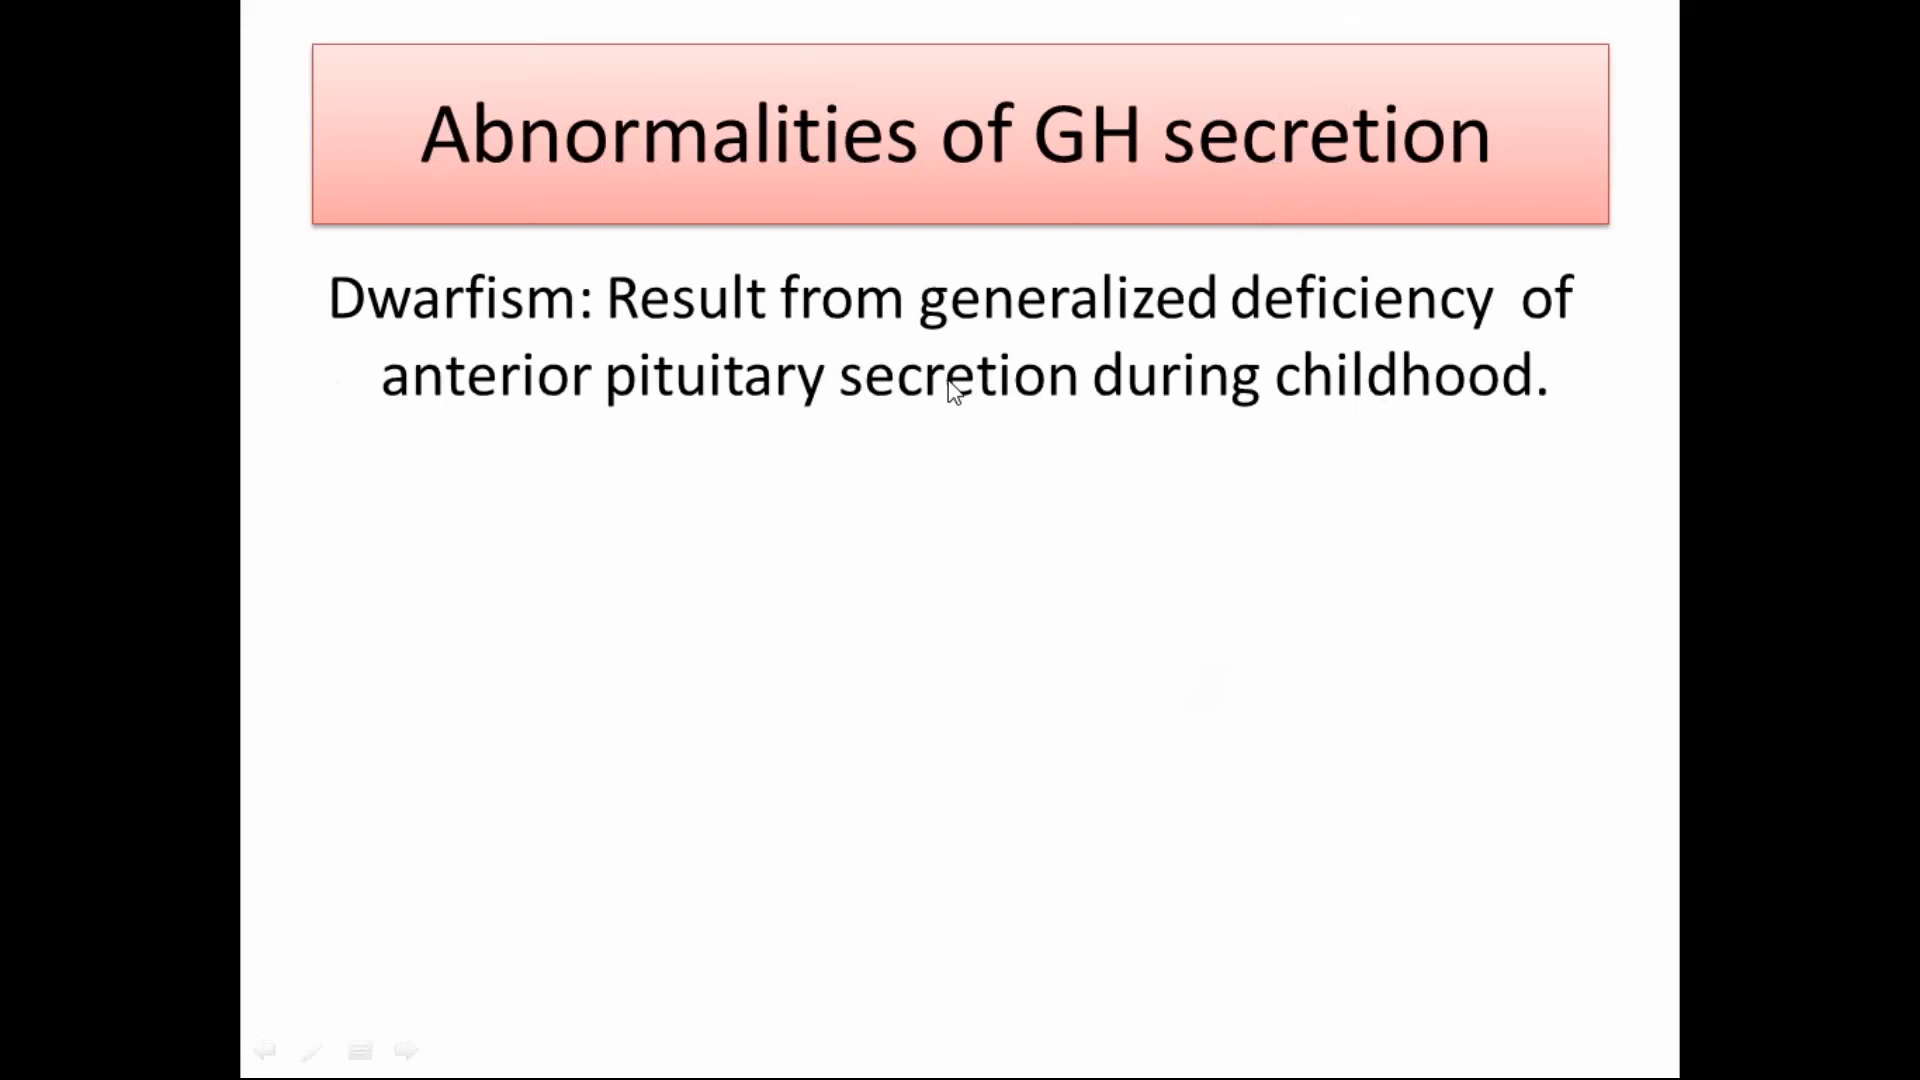 Abnormalities of GH secretion
Dwarfism: Result from generalized deficiency of
anterior pituitary secretion during childhood.